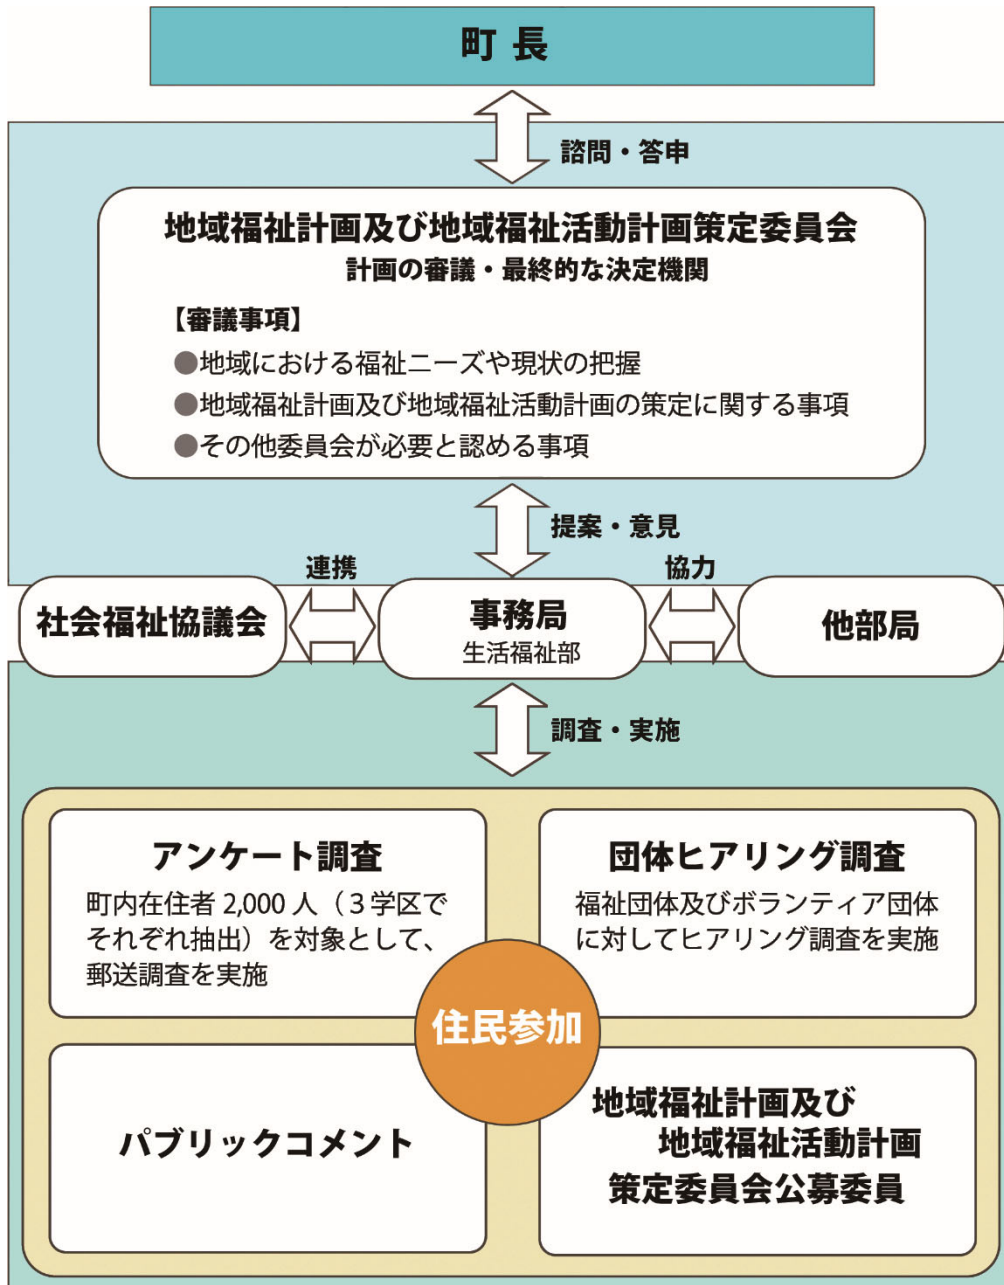 町 長
諮問・答申
地域福祉計画及び地域福祉活動計画策定委員会
計画の審議・最終的な決定機関
【審議事項】
●地域における福祉ニーズや現状の把握
●地域福祉計画及び地域福祉活動計画の策定に関する事項
●その他委員会が必要と認める事項
提案・意見
連携
協力
社会福祉協議会
事務局
生活福祉部
他部局
調査・実施
アンケート調査
町内在住者 2,000 人（３学区で
それぞれ抽出）を対象として、
郵送調査を実施
団体ヒアリング調査
福祉団体及びボランティア団体
に対してヒアリング調査を実施
住民参加
パブリックコメント
地域福祉計画及び
地域福祉活動計画
策定委員会公募委員